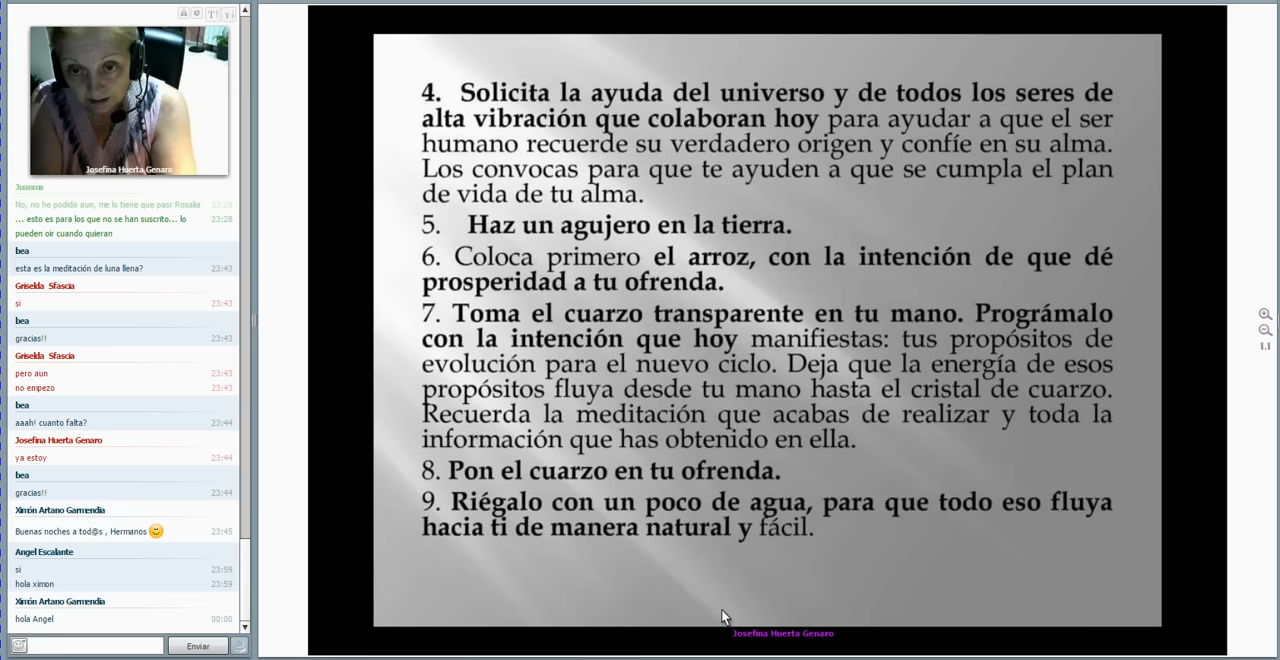 Josefina Huerta Genaro
Juanma
No, no he podido aun, me lo tiene que pasr Rosalia 23:28
... esto es para los que no se han suscrito... lo 23:28
pueden oir cuando quieran
bea
esta es la meditación de luna llena? 23:43
Griselda Sfascia
si 23:43
bea
gracias!! 23:43
Griselda Sfascia
pero aun 23:43
no empezo 23:43
bea
aaah! cuanto falta? 23:44
Josefina Huerta Genaro
ya estoy 23:44
bea
gracias!! 23:44
Ximón Artano Garmendia
Buenas noches a tod@s , Hermanos 23:45
Angel Escalante
si 23:59
hola ximon 23:59
Ximón Artano Garmendia
hola Angel 00:00
Enviar
4. Solicita la ayuda del universo y de todos los seres de
alta vibración que colaboran hoy para ayudar a que el ser
humano recuerde su verdadero origen y confíe en su alma.
Los convocas para que te ayuden a que se cumpla el plan
de vida de tu alma.
5. Haz un agujero en la tierra.
6. Coloca primero el arroz, con la intención de que dé
prosperidad a tu ofrenda.
7. Toma el cuarzo transparente en tu mano. Prográmalo
con la intención que hoy manifiestas: tus propósitos de
evolución para el nuevo ciclo. Deja que la energía de esos
propósitos fluya desde tu mano hasta el cristal de cuarzo.
Recuerda la meditación que acabas de realizar y toda la
información que has obtenido en ella.
8. Pon el cuarzo en tu ofrenda.
9. Riégalo con un poco de agua, para que todo eso fluya
hacia ti de manera natural y fácil.
Josefina Huerta Genaro
1:1